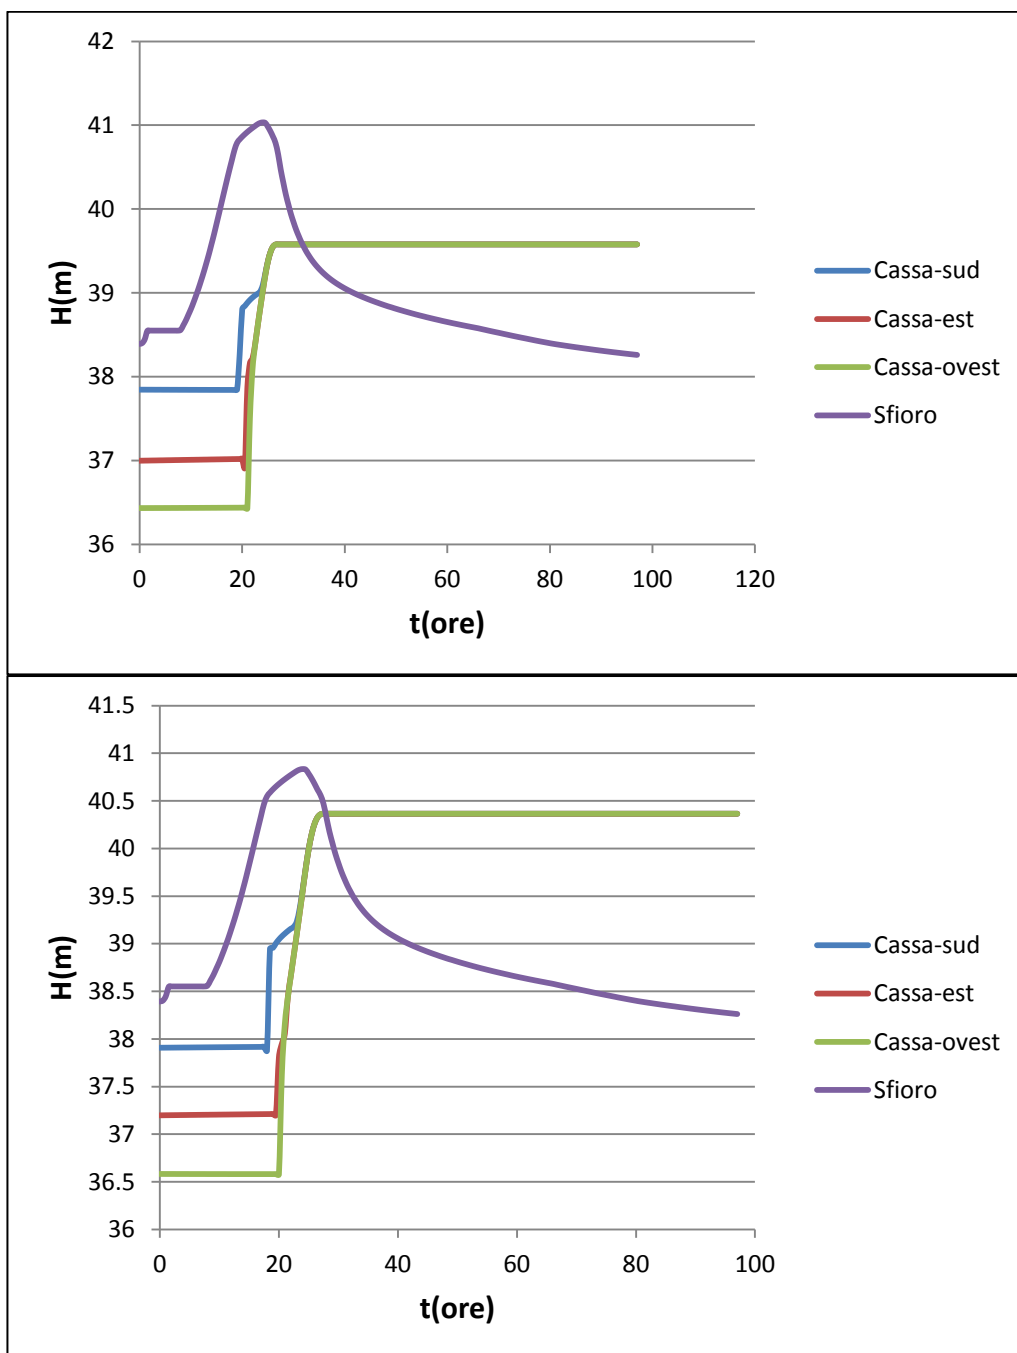 42
41
40
39
38
37
36
H(m)
0 20 40 60 80 100 120
t(ore)
Cassa-sud
Cassa-est
Cassa-ovest
Sfioro
41.5
41
40.5
40
39.5
39
38.5
38
37.5
37
36.5
36
H(m)
0 20 40 60 80 100
t(ore)
Cassa-sud
Cassa-est
Cassa-ovest
Sfioro